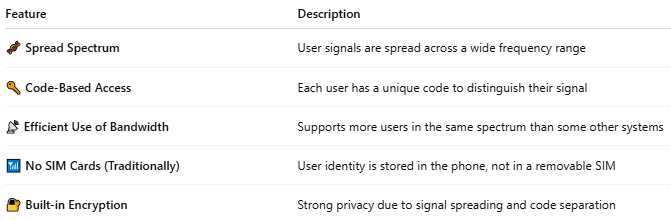 Feature Description
Spread Spectrum User signals are spread across a wide frequency range
Code-Based Access Each user has a unique code to distinguish their signal
Efficient Use of Bandwidth Supports more users in the same spectrum than some other systems
No SIM Cards (Traditionally) User identity is stored in the phone, not in a removable SIM
Built-in Encryption Strong privacy due to signal spreading and code separation